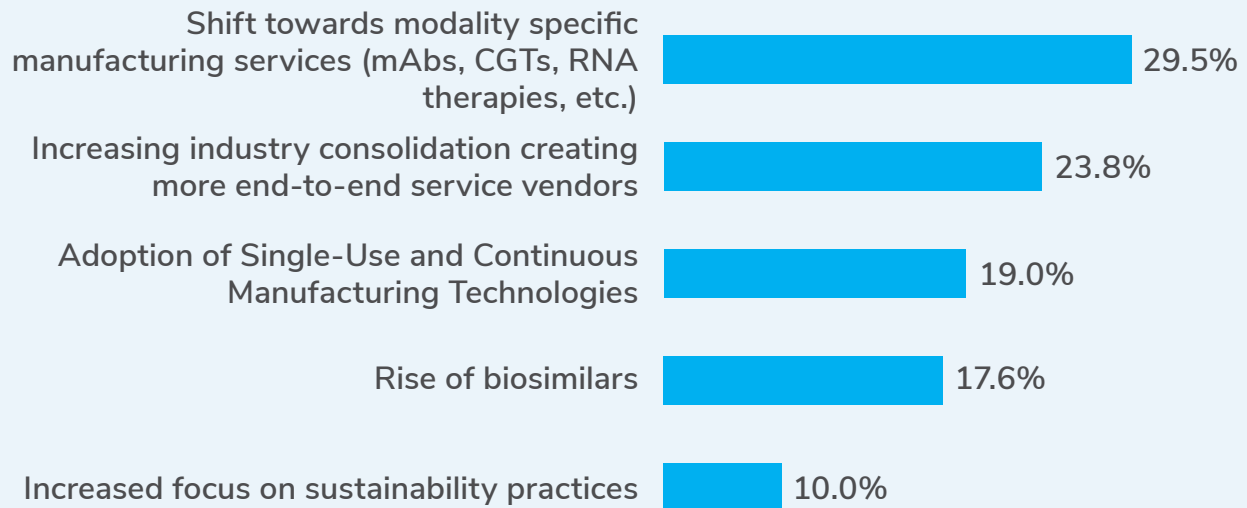 Shift towards modality specific
manufacturing services (mAbs, CGTs, RNA
therapies, etc.)
29.5%
Increasing industry consolidation creating
more end-to-end service vendors
23.8%
Adoption of Single-Use and Continuous
Manufacturing Technologies
19.0%
Rise of biosimilars
17.6%
Increased focus on sustainability practices
10.0%